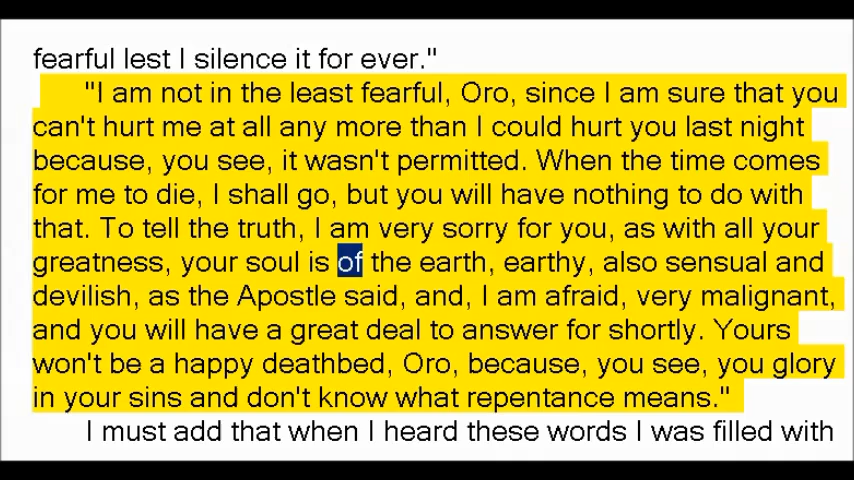 fearful lest I silence it for ever."
"I am not in the least fearful, Oro, since I am sure that you
can't hurt me at all any more than I could hurt you last night
because, you see, it wasn't permitted. When the time comes
for me to die, I shall go, but you will have nothing to do with
that. To tell the truth, I am very sorry for you, as with all your
greatness, your soul is of the earth, earthy, also sensual and
devilish, as the Apostle said, and, I am afraid, very malignant,
and you will have a great deal to answer for shortly. Yours
won't be a happy deathbed, Oro, because, you see, you glory
in your sins and don't know what repentance means."
I must add that when I heard these words I was filled with